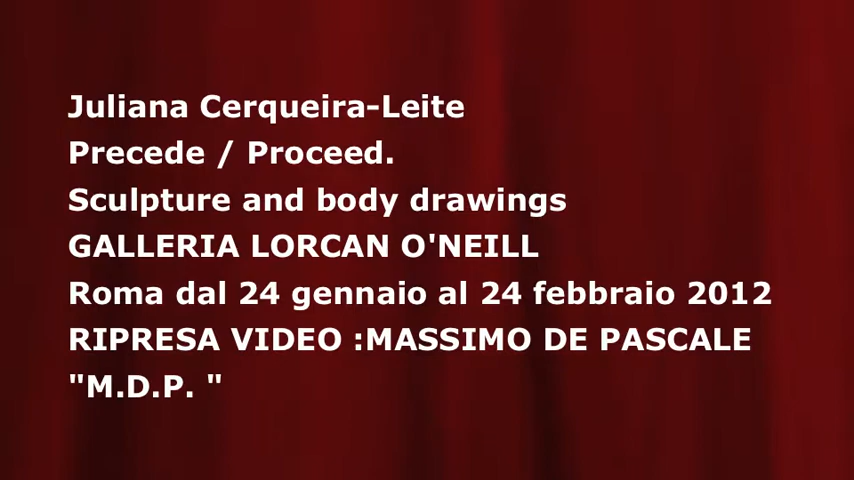 Juliana Cerqueira-Leite
Precede / Proceed.
Sculpture and body drawings
GALLERIA LORCAN O'NEILL
Roma dal 24 gennaio al 24 febbraio 2012
RIPRESA VIDEO :MASSIMO DE PASCALE
"M.D.P. "